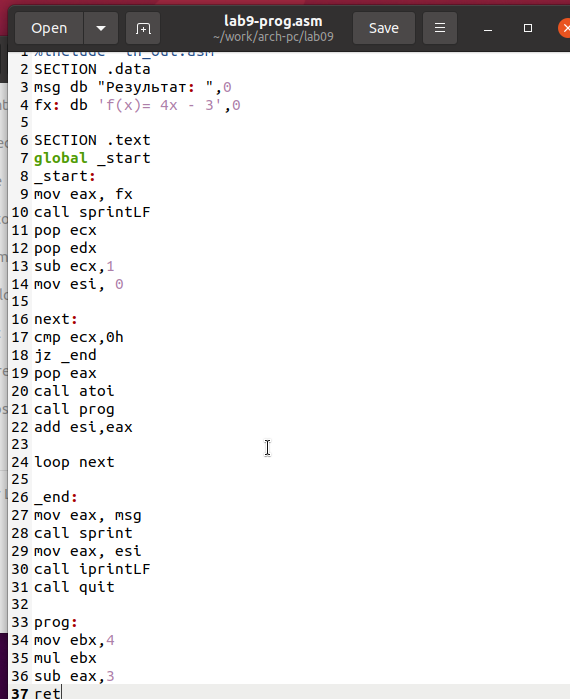 Open
lab9-prog.asm
~/work/arch-pc/lab09
Save
1
2 SECTION .data
3 msg db "Результат: ",0
4 fx: db 'f(x)= 4x - 3',0
5
6 SECTION .text
7 global _start
8 _start:
9 mov eax, fx
10 call sprintLF
11 pop ecx
12 pop edx
13 sub ecx,1
14 mov esi, 0
15
16 next:
17 cmp ecx,0h
18 jz _end
19 pop eax
20 call atoi
21 call prog
22 add esi,eax
23
24 loop next
25
26 _end:
27 mov eax, msg
28 call sprint
29 mov eax, esi
30 call iprintLF
31 call quit
32
33 prog:
34 mov ebx,4
35 mul ebx
36 sub eax,3
37 ret